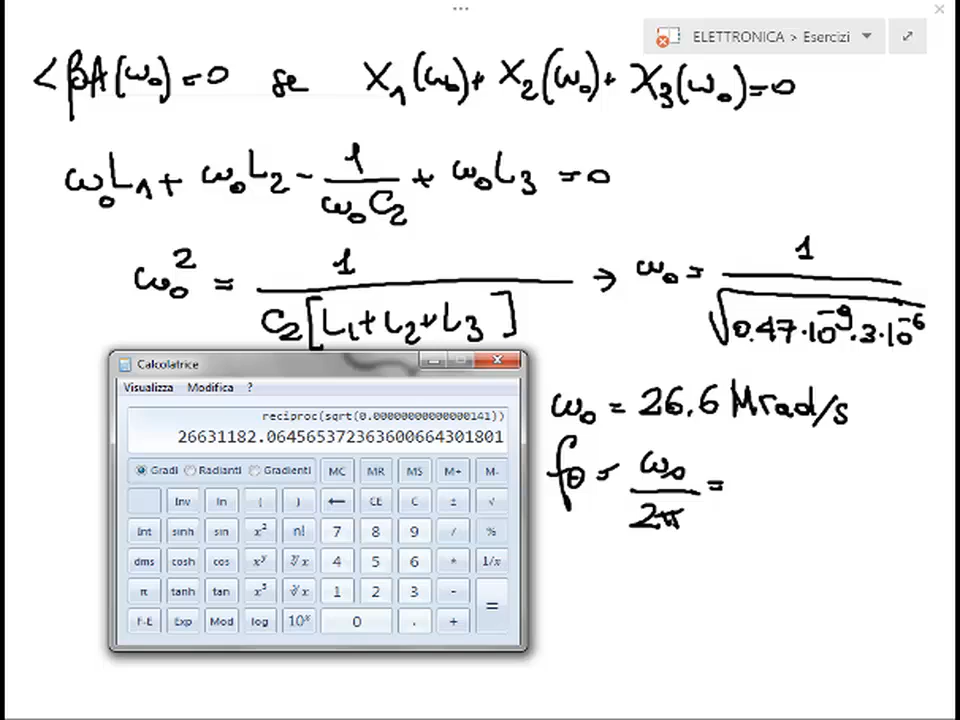 ELETTRONICA > Esercizi
< βA(ω₀) = 0 se X₁(ω₀) + X₂(ω₀) + X₃(ω₀) = 0
ω₀L₁ + ω₀L₂ - 1/(ω₀C₂) + ω₀L₃ = 0
ω₀² = 1/(C₂[L₁+L₂+L₃]) → ω₀ = 1/√(0.47·10⁻⁹·3·10⁻⁶)
ω₀ = 26.6 Mrad/s
f₀ = ω₀/2π =
Calcolatrice
Visualizza Modifica ?
reciproc(sqrt(0.00000000000000141))
26631182.064565372363600664301801
Gradi Radianti Gradienti MC MR MS M+ M-
Inv ln ( ) ← CE C ± √
Int sinh sin x² n! 7 8 9 / %
dms cosh cos xʸ ʸ√x 4 5 6 * 1/x
π tanh tan x³ ³√x 1 2 3 - =
F-E Exp Mod log 10ˣ 0 . +